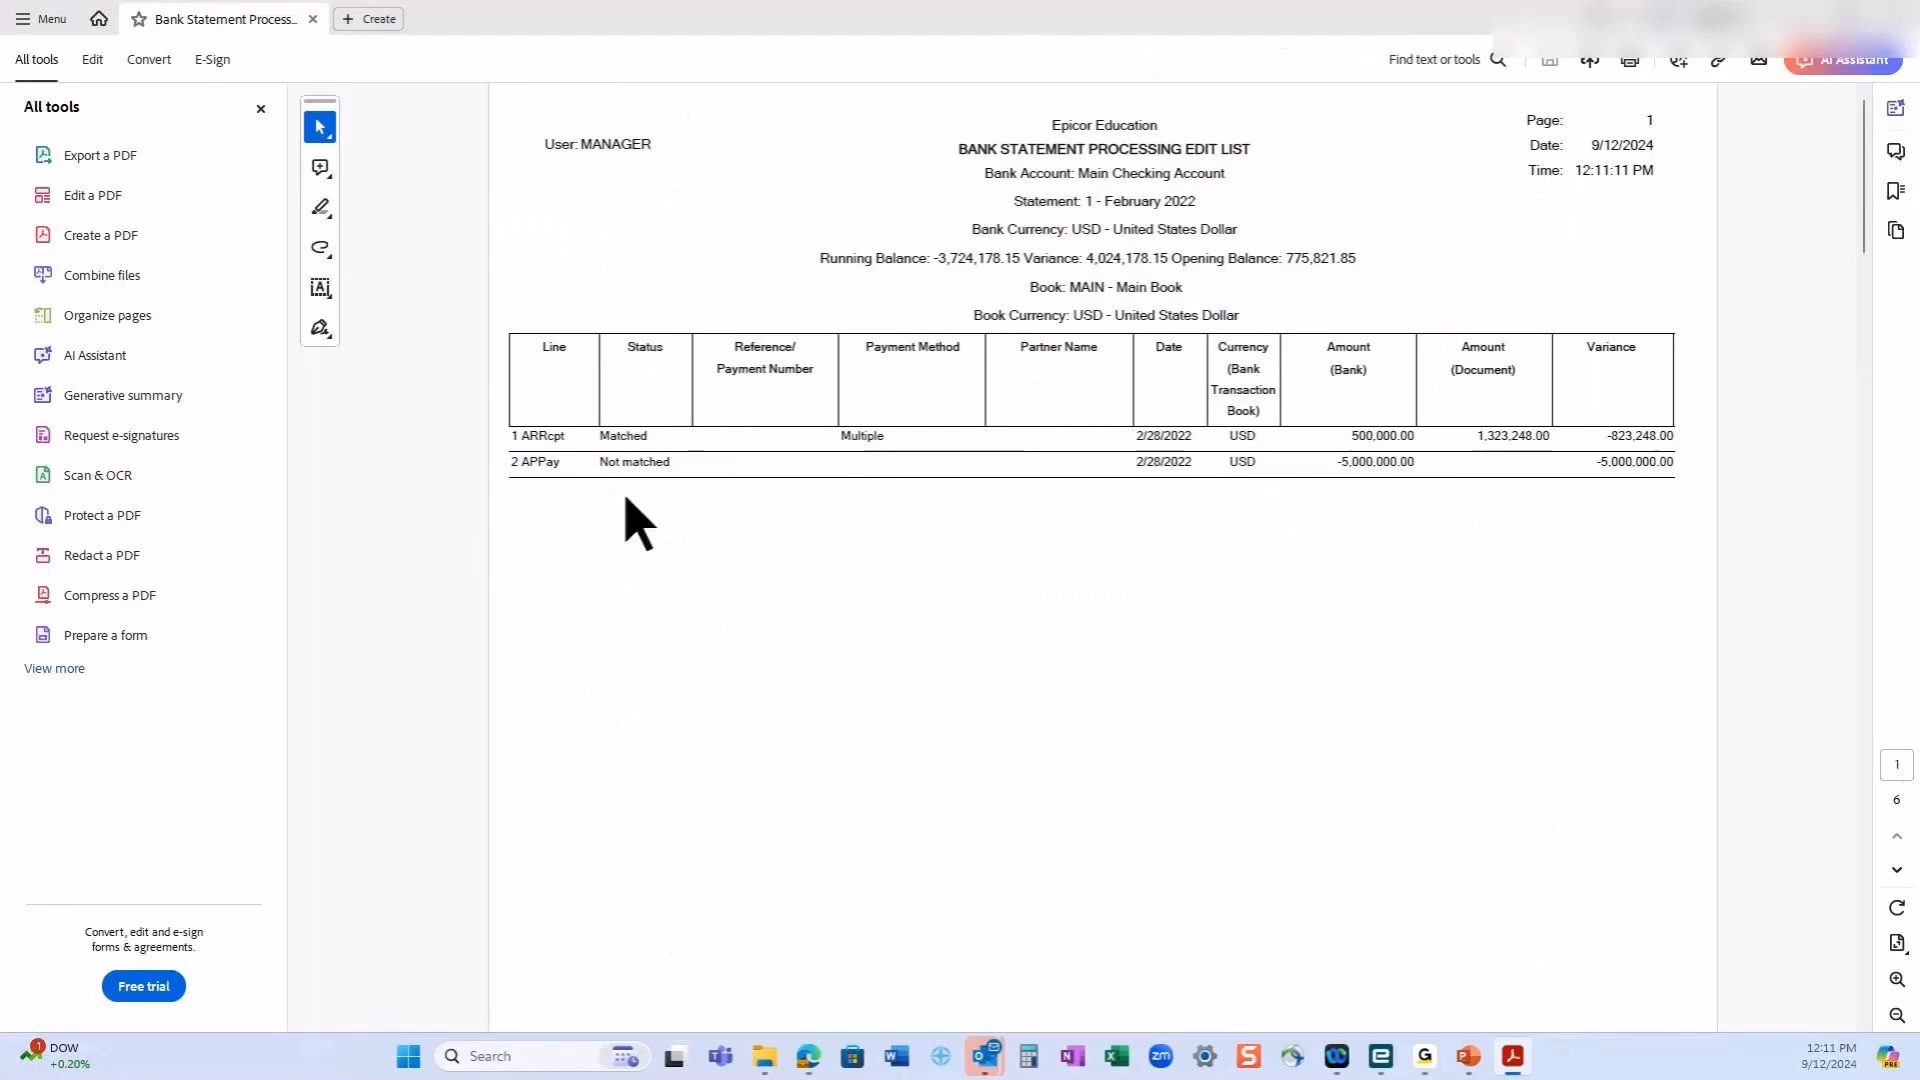 Menu
Bank Statement Process...
Create
All tools
Edit
Convert
E-Sign
Find text or tools
AI Assistant
All tools
Export a PDF
Edit a PDF
Create a PDF
Combine files
Organize pages
AI Assistant
Generative summary
Request e-signatures
Scan & OCR
Protect a PDF
Redact a PDF
Compress a PDF
Prepare a form
View more
Convert, edit and e-sign
forms & agreements.
Free trial
User: MANAGER
Epicor Education
BANK STATEMENT PROCESSING EDIT LIST
Bank Account: Main Checking Account
Statement: 1 - February 2022
Bank Currency: USD - United States Dollar
Running Balance: -3,724,178.15 Variance: 4,024,178.15 Opening Balance: 775,821.85
Book: MAIN - Main Book
Book Currency: USD - United States Dollar
Page: 1
Date: 9/12/2024
Time: 12:11:11 PM
Line
Status
Reference/
Payment Number
Payment Method
Partner Name
Date
Currency
(Bank
Transaction
Book)
Amount
(Bank)
Amount
(Document)
Variance
1 ARRcpt Matched Multiple 2/28/2022 USD 500,000.00 1,323,248.00 -823,248.00
2 APPay Not matched 2/28/2022 USD -5,000,000.00 -5,000,000.00
1
6
1
DOW
+0.20%
Search
zm
12:11 PM
9/12/2024
PRE